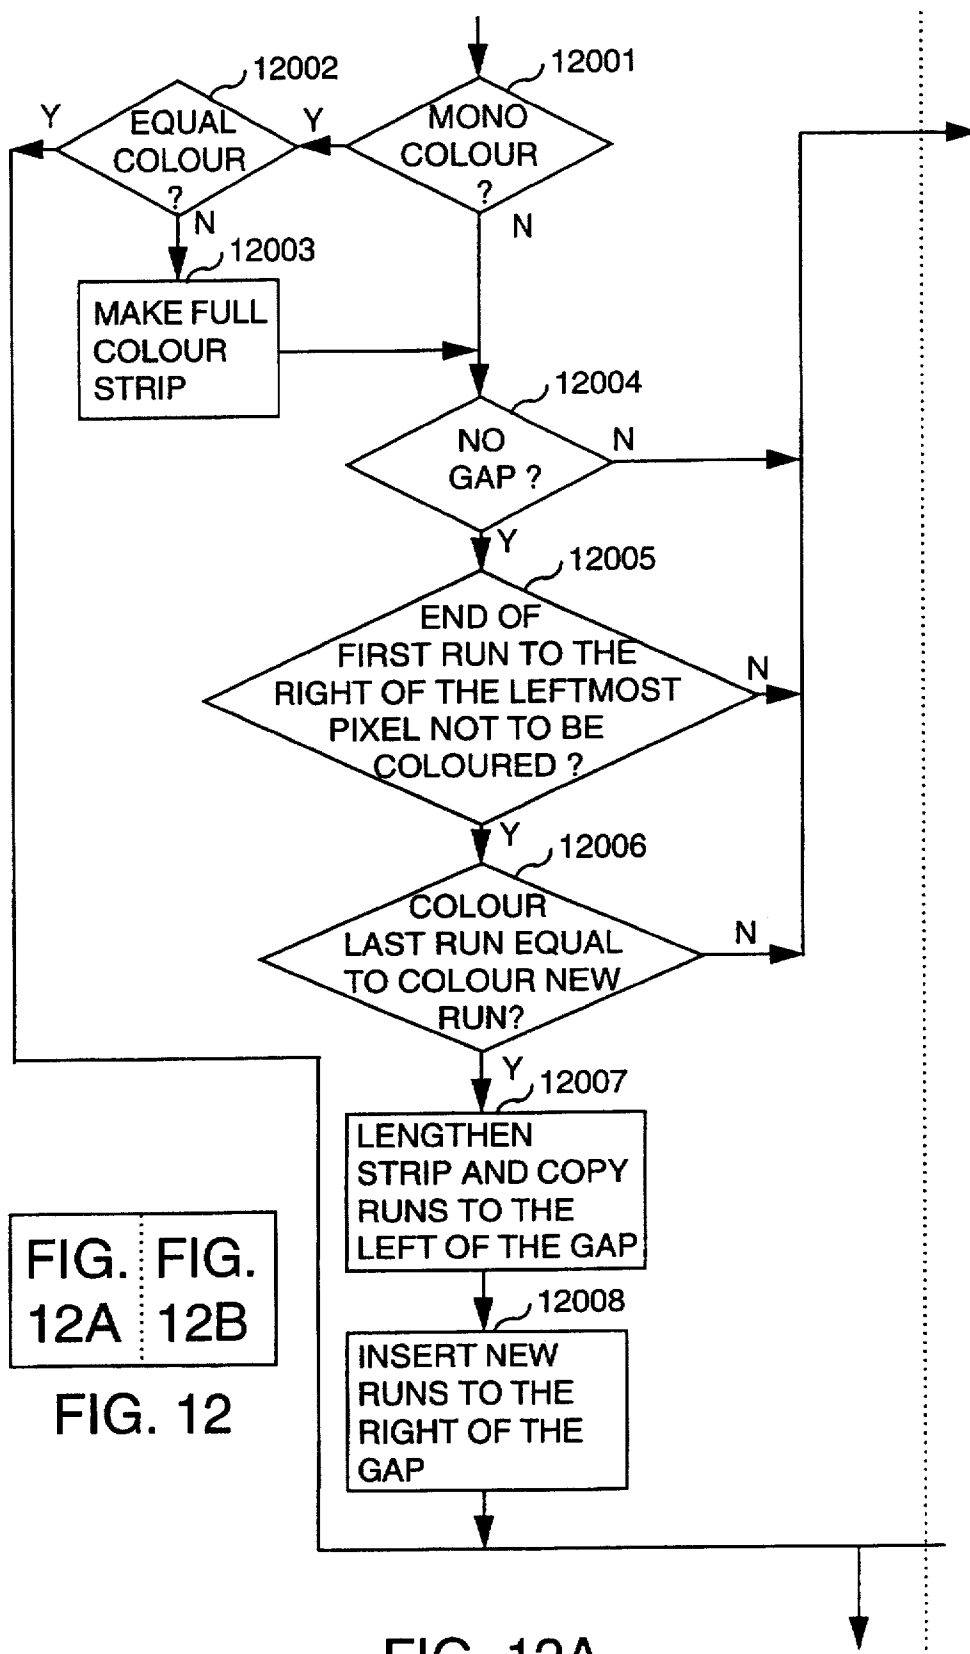 12002
12001
Y
EQUAL
COLOUR
?
Y
MONO
COLOUR
?
N
N
12003
MAKE FULL
COLOUR
STRIP
12004
NO
GAP ?
N
Y
12005
END OF
FIRST RUN TO THE
RIGHT OF THE LEFTMOST
PIXEL NOT TO BE
COLOURED ?
N
Y
12006
COLOUR
LAST RUN EQUAL
TO COLOUR NEW
RUN?
N
Y
12007
LENGTHEN
STRIP AND COPY
RUNS TO THE
LEFT OF THE GAP
12008
INSERT NEW
RUNS TO THE
RIGHT OF THE
GAP
FIG. 12A
FIG. 12B
FIG. 12
FIG. 12A